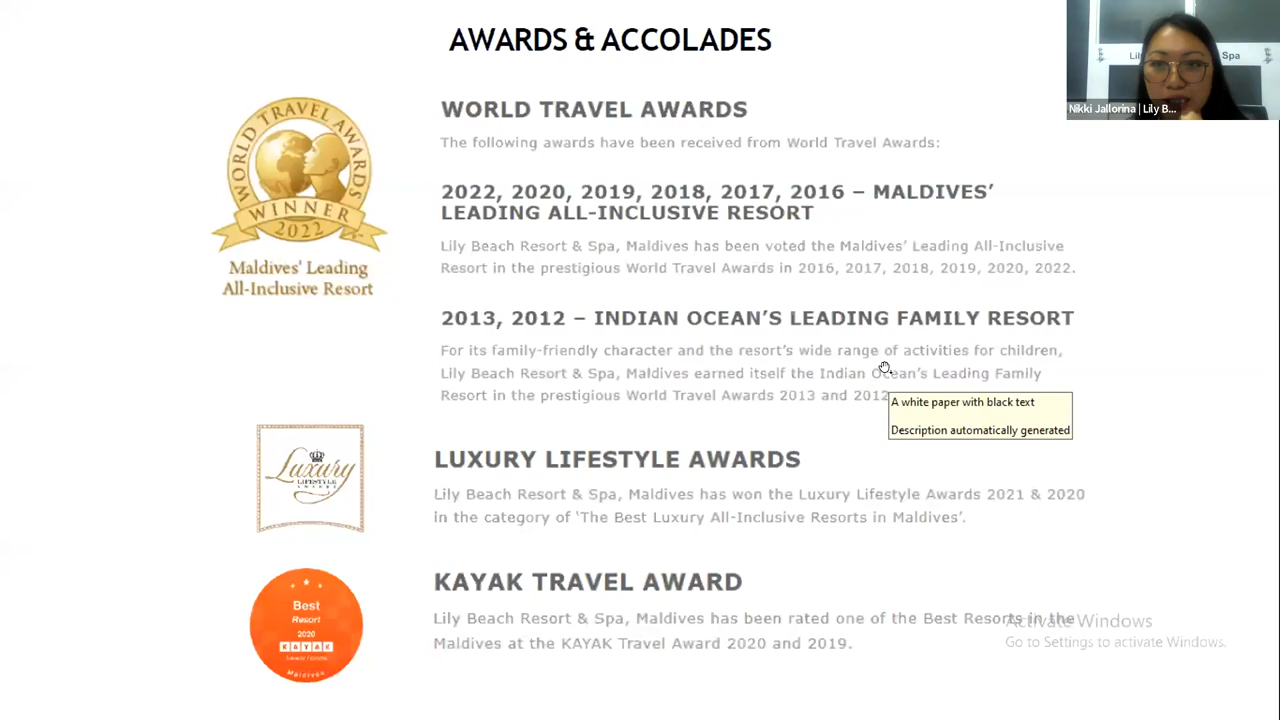 AWARDS & ACCOLADES
Lil
Spa
Nikki Jallorina | Lily B...
WORLD TRAVEL AWARDS
WINNER
2022
Maldives' Leading
All-Inclusive Resort
WORLD TRAVEL AWARDS
The following awards have been received from World Travel Awards:
2022, 2020, 2019, 2018, 2017, 2016 – MALDIVES’
LEADING ALL-INCLUSIVE RESORT
Lily Beach Resort & Spa, Maldives has been voted the Maldives’ Leading All-Inclusive
Resort in the prestigious World Travel Awards in 2016, 2017, 2018, 2019, 2020, 2022.
2013, 2012 – INDIAN OCEAN’S LEADING FAMILY RESORT
For its family-friendly character and the resort’s wide range of activities for children,
Lily Beach Resort & Spa, Maldives earned itself the Indian Ocean’s Leading Family
Resort in the prestigious World Travel Awards 2013 and 2012
A white paper with black text
Description automatically generated
Luxury
LIFESTYLE
AWARDS
LUXURY LIFESTYLE AWARDS
Lily Beach Resort & Spa, Maldives has won the Luxury Lifestyle Awards 2021 & 2020
in the category of ‘The Best Luxury All-Inclusive Resorts in Maldives’.
Best
Resort
2020
KAYAK
Maldives
KAYAK TRAVEL AWARD
Lily Beach Resort & Spa, Maldives has been rated one of the Best Resorts in the
Maldives at the KAYAK Travel Award 2020 and 2019.
Activate Windows
Go to Settings to activate Windows.